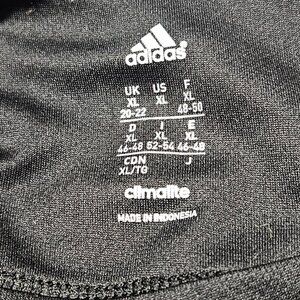 adidas
UK US F
XL XL XL
20-22 48-50
D I E
XL XL XL
46-48 52-54 46-48
CDN J
XL/TG
climalite
MADE IN INDONESIA